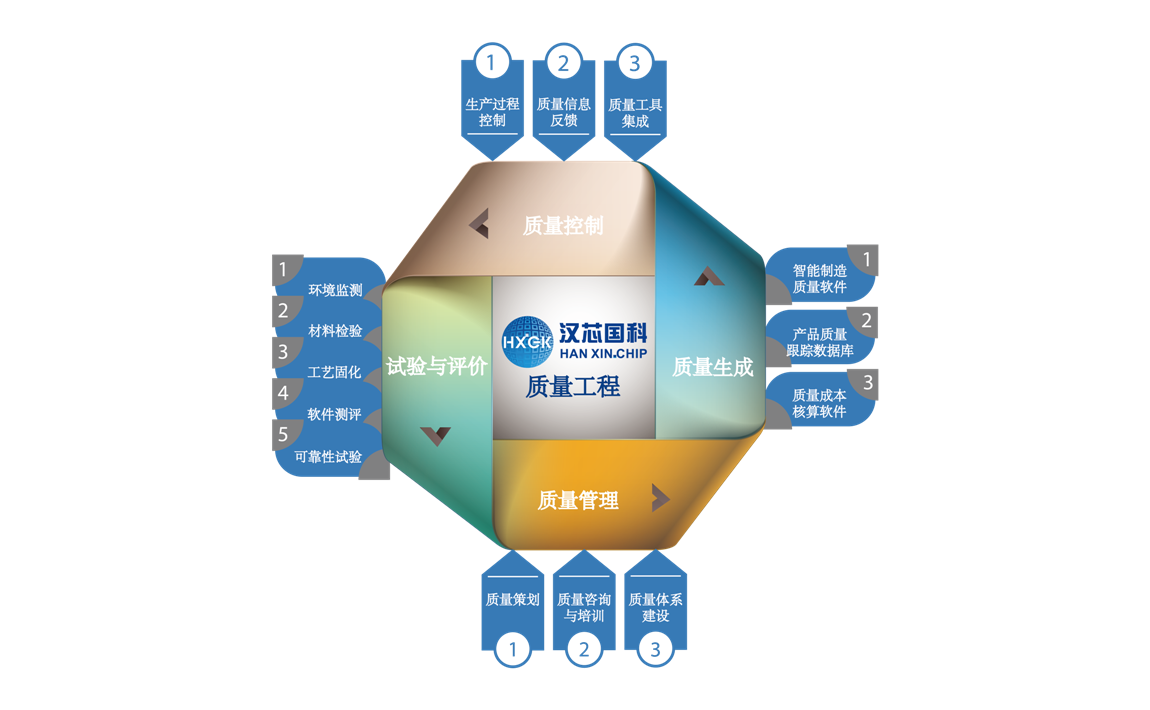 1
2
3
生产过程
控制
质量信息
反馈
质量工具
集成
质量控制
1
环境监测
2
材料检验
3
工艺固化
4
软件测评
5
可靠性试验
试验与评价
HXGK
汉芯国科
HAN XIN.CHIP
质量工程
质量生成
1
智能制造
质量软件
2
产品质量
跟踪数据库
3
质量成本
核算软件
质量管理
质量策划
质量咨询
与培训
质量体系
建设
1
2
3